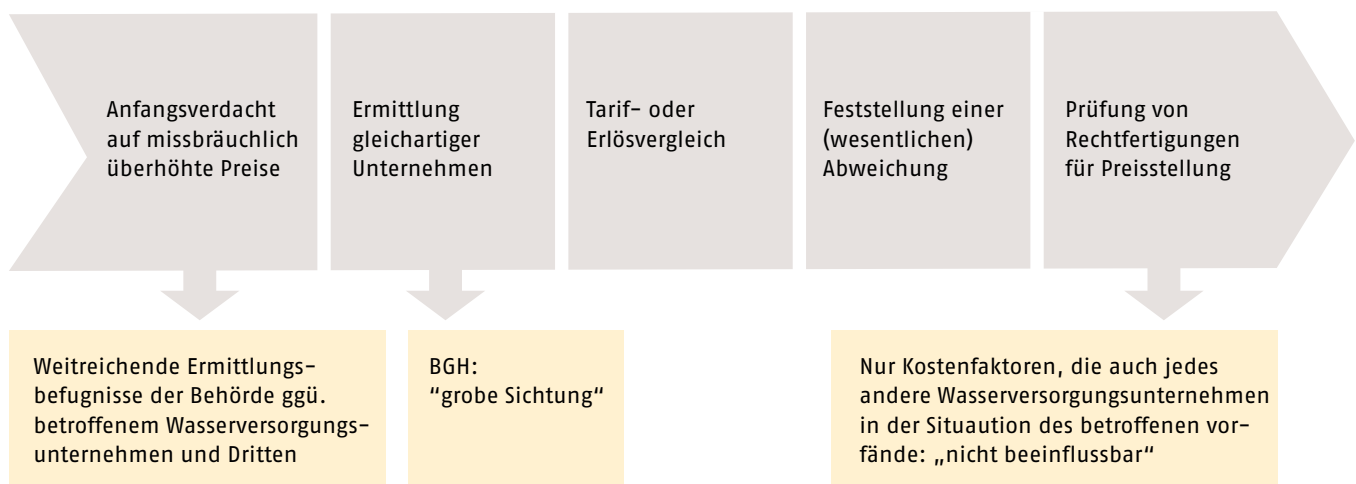 Anfangsverdacht
auf missbräuchlich
überhöhte Preise
Ermittlung
gleichartiger
Unternehmen
Tarif- oder
Erlösvergleich
Feststellung einer
(wesentlichen)
Abweichung
Prüfung von
Rechtfertigungen
für Preisstellung
Weitreichende Ermittlungs-
befugnisse der Behörde ggü.
betroffenem Wasserversorgungs-
unternehmen und Dritten
BGH:
“grobe Sichtung“
Nur Kostenfaktoren, die auch jedes
andere Wasserversorgungsunternehmen
in der Situaution des betroffenen vor-
fände: „nicht beeinflussbar“